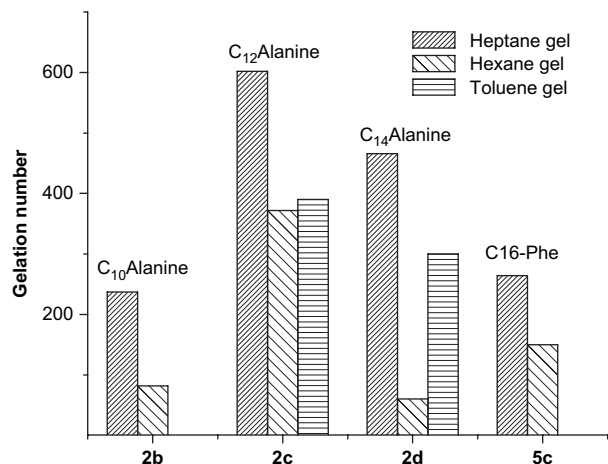 Heptane gel
Hexane gel
Toluene gel
Gelation number
600
400
200
C₁₀Alanine
C₁₂Alanine
C₁₄Alanine
C16-Phe
2b
2c
2d
5c